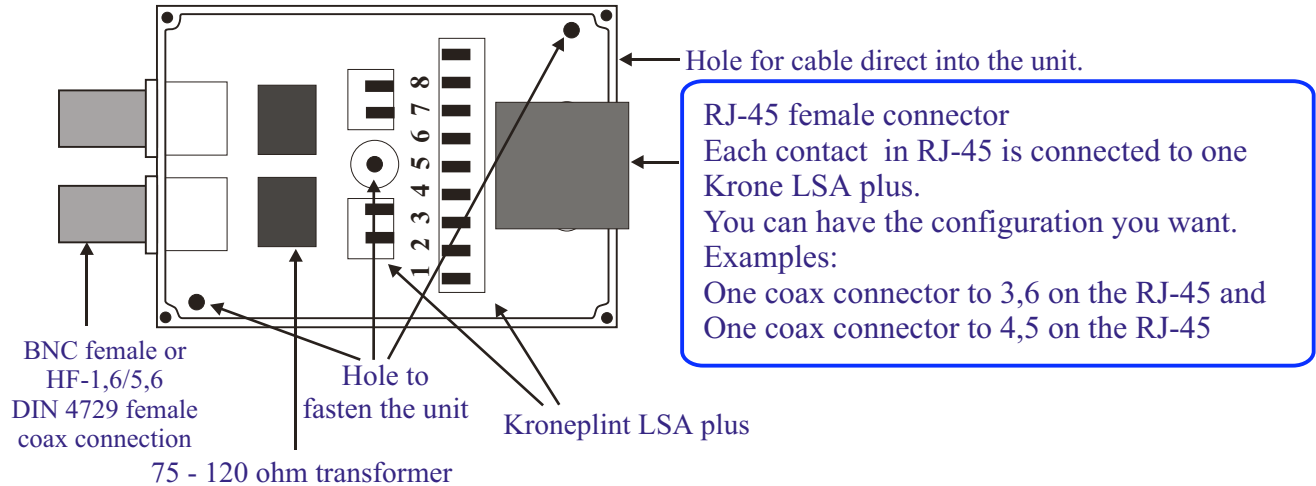 Hole for cable direct into the unit.
RJ-45 female connector
Each contact in RJ-45 is connected to one
Krone LSA plus.
You can have the configuration you want.
Examples:
One coax connector to 3,6 on the RJ-45 and
One coax connector to 4,5 on the RJ-45
1 2 3 4 5 6 7 8
BNC female or
HF-1,6/5,6
DIN 4729 female
coax connection
Hole to
fasten the unit
Kroneplint LSA plus
75 - 120 ohm transformer